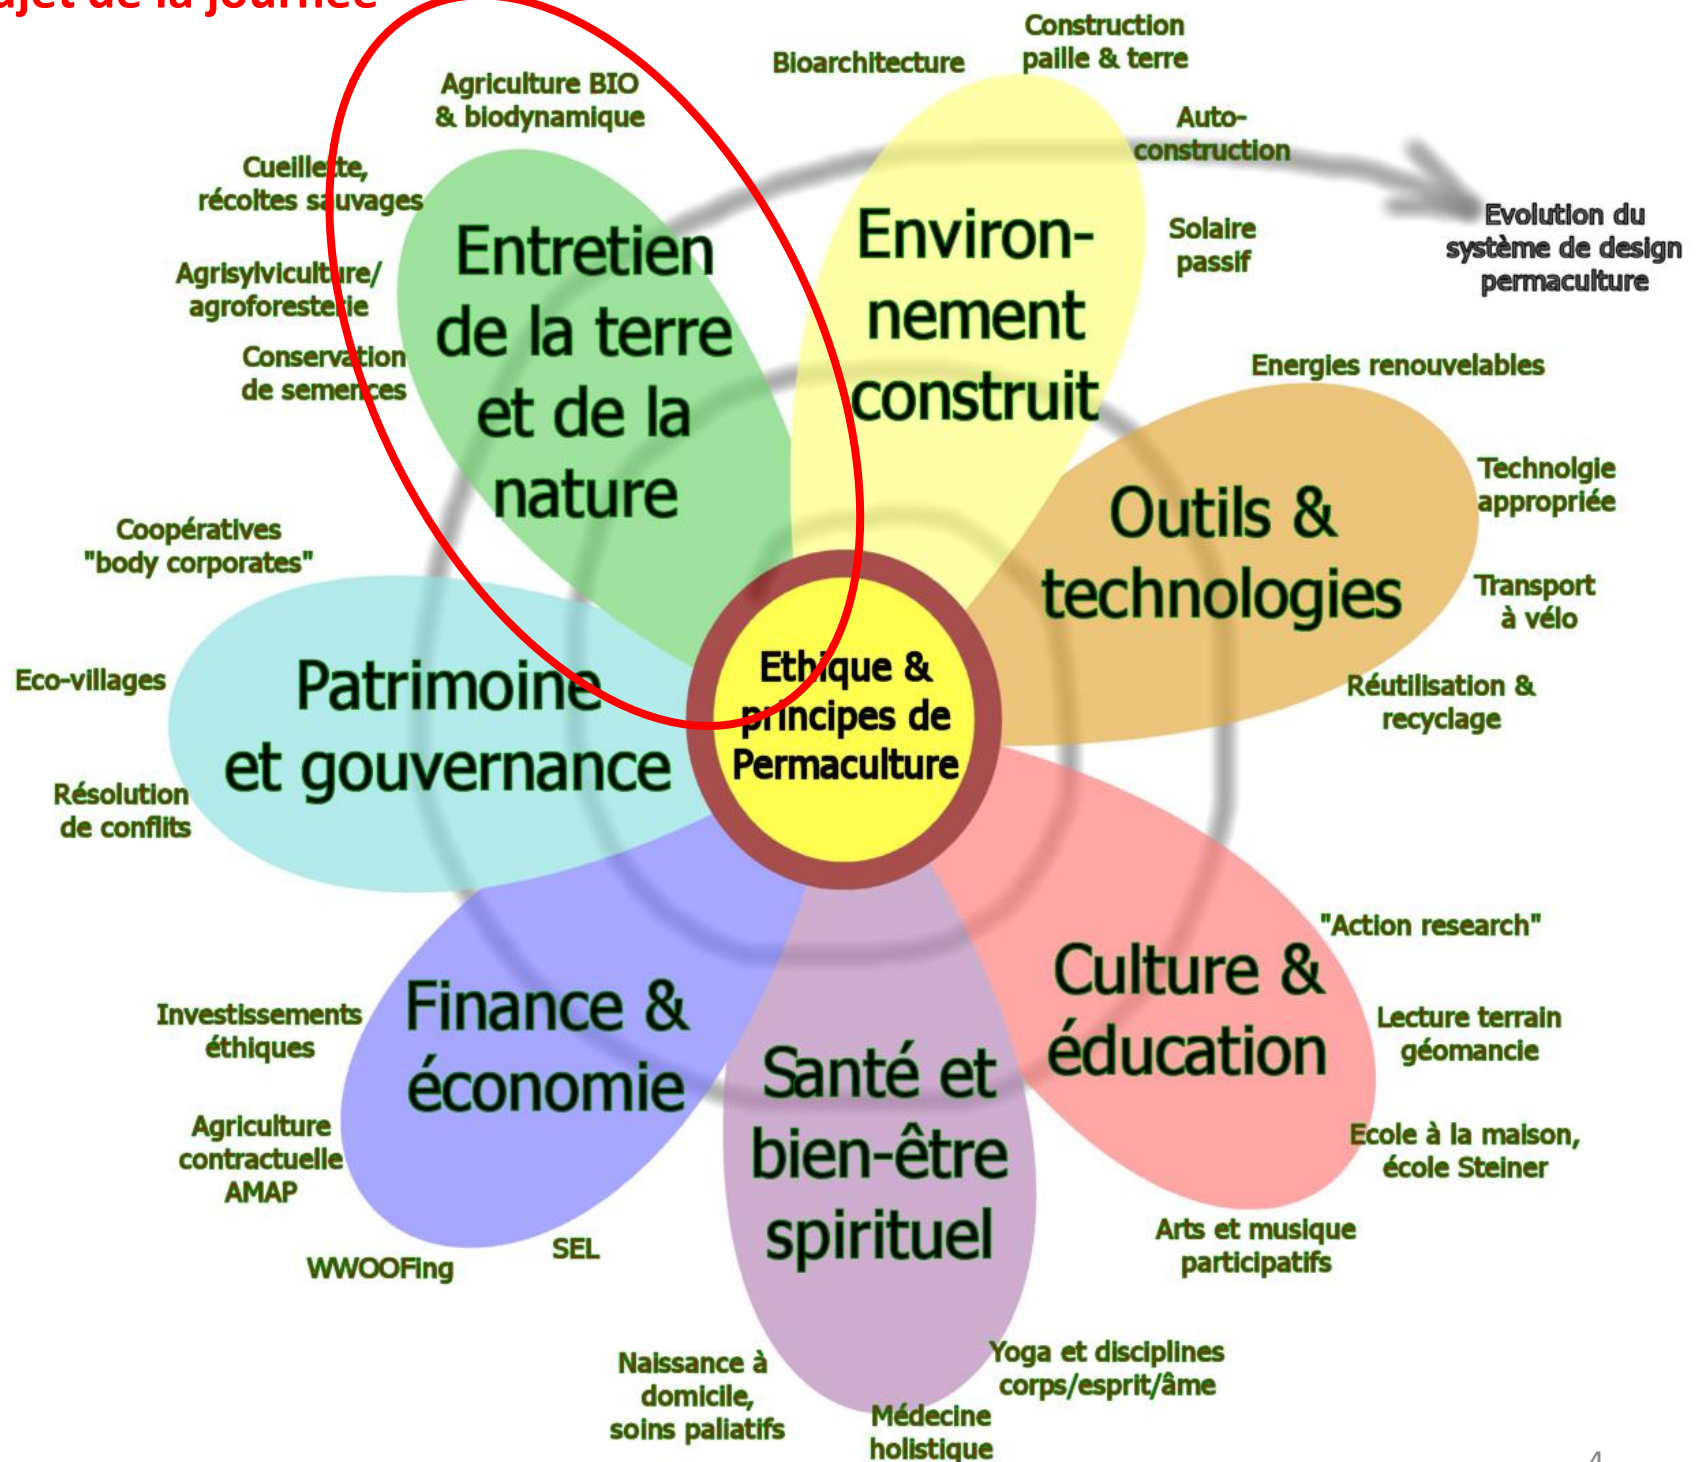 ujet de la journée
Agriculture BIO
& biodynamique
Cueillette,
récoltes sauvages
Agrisylviculture/
agroforesterie
Conservation
de semences
Entretien
de la terre
et de la
nature
Bioarchitecture
Construction
paille & terre
Auto-
construction
Solaire
passif
Environ-
nement
construit
Evolution du
système de design
permaculture
Energies renouvelables
Technolgie
appropriée
Transport
à vélo
Réutilisation &
recyclage
Outils &
technologies
Coopératives
"body corporates"
Eco-villages
Résolution
de conflits
Patrimoine
et gouvernance
Ethique &
principes de
Permaculture
"Action research"
Lecture terrain
géomancie
Ecole à la maison,
école Steiner
Arts et musique
participatifs
Culture &
éducation
Investissements
éthiques
Agriculture
contractuelle
AMAP
WWOOFing
SEL
Finance &
économie
Santé et
bien-être
spirituel
Naissance à
domicile,
soins paliatifs
Médecine
holistique
Yoga et disciplines
corps/esprit/âme
4